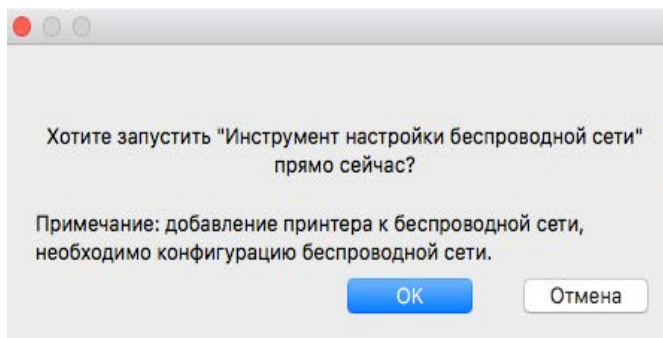 Хотите запустить "Инструмент настройки беспроводной сети"
прямо сейчас?
Примечание: добавление принтера к беспроводной сети,
необходимо конфигурацию беспроводной сети.
OK
Отмена